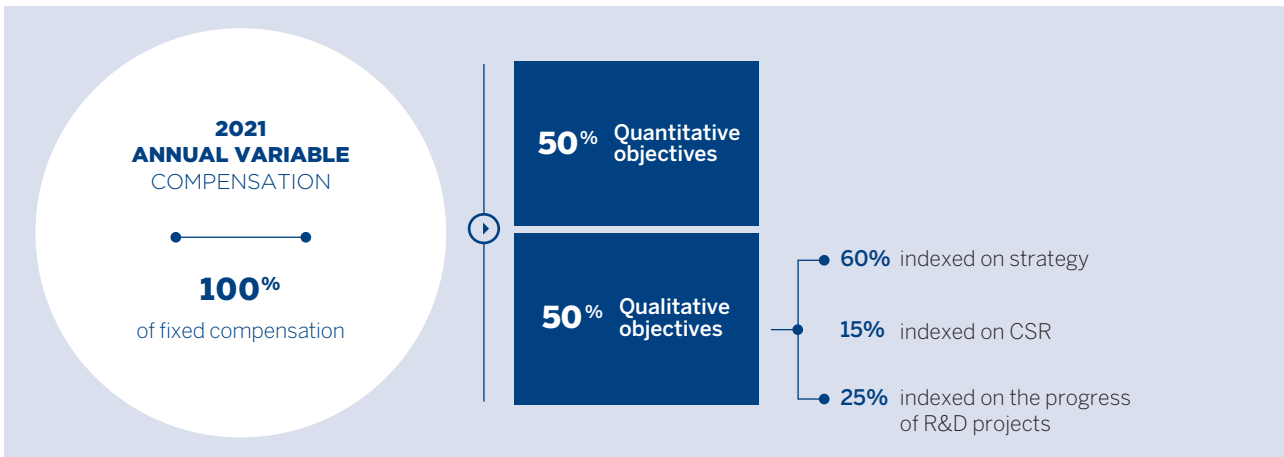 2021
ANNUAL VARIABLE
COMPENSATION
100%
of fixed compensation
50% Quantitative
objectives
50% Qualitative
objectives
60% indexed on strategy
15% indexed on CSR
25% indexed on the progress
of R&D projects